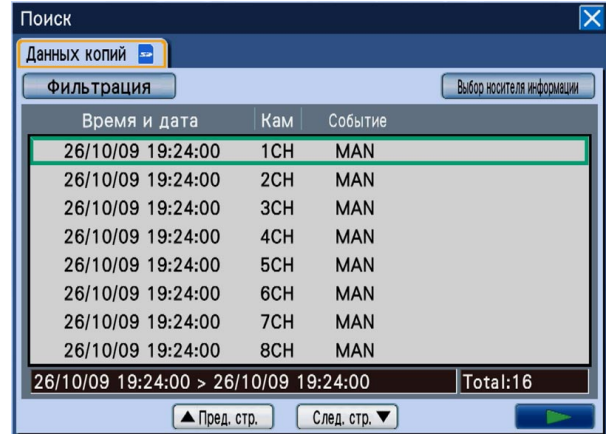 Поиск
Данных копий
Фильтрация Выбор носителя информации
Время и дата Кам Событие
26/10/09 19:24:00 1CH MAN
26/10/09 19:24:00 2CH MAN
26/10/09 19:24:00 3CH MAN
26/10/09 19:24:00 4CH MAN
26/10/09 19:24:00 5CH MAN
26/10/09 19:24:00 6CH MAN
26/10/09 19:24:00 7CH MAN
26/10/09 19:24:00 8CH MAN
26/10/09 19:24:00 > 26/10/09 19:24:00 Total:16
▲ Пред. стр. След. стр. ▼